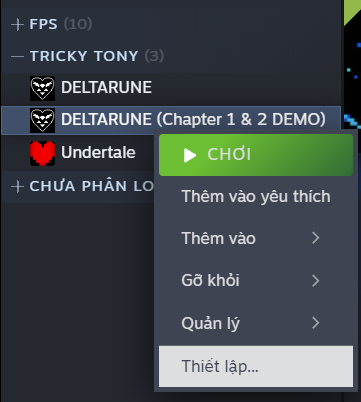 FPS (10)
TRICKY TONY (3)
DELTARUNE
DELTARUNE (Chapter 1 & 2 DEMO)
Undertale
CHƯA PHÂN LO
CHƠI
Thêm vào yêu thích
Thêm vào
Gỡ khỏi
Quản lý
Thiết lập...